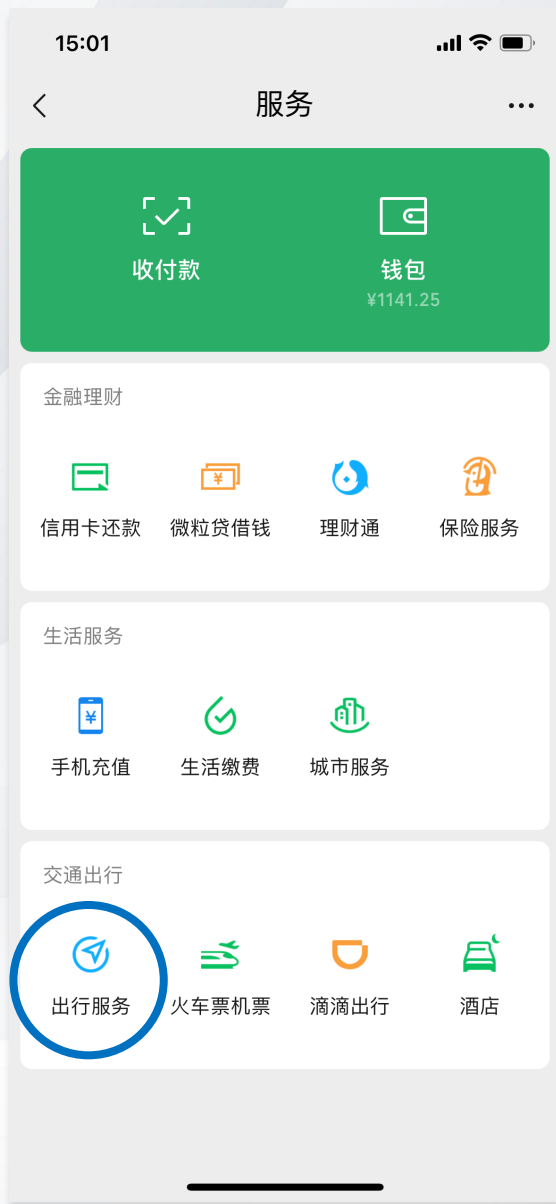 15:01
服务
收付款
钱包
¥1141.25
金融理财
信用卡还款 微粒贷借钱 理财通 保险服务
生活服务
手机充值 生活缴费 城市服务
交通出行
出行服务 火车票机票 滴滴出行 酒店